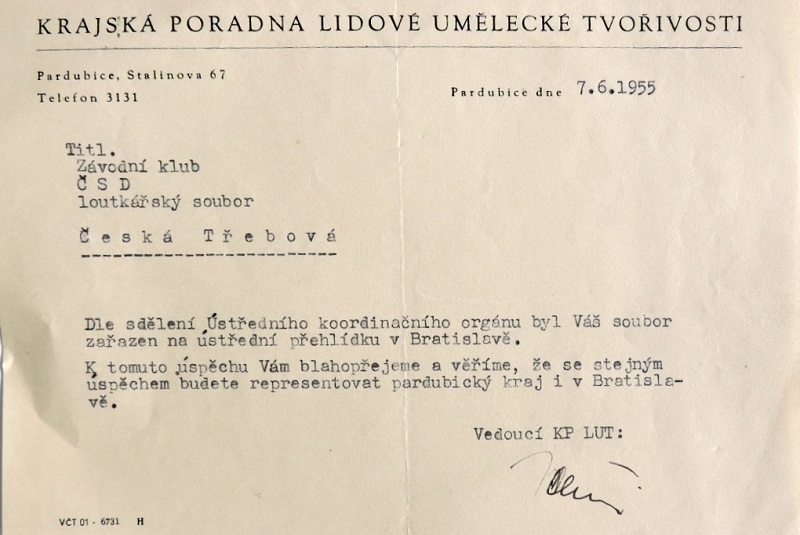 KRAJSKÁ PORADNA LIDOVÉ UMĚLECKÉ TVOŘIVOSTI
Pardubice, Stalinova 67
Telefon 3131
Pardubice dne 7.6.1955
Titl.
Závodní klub
Č S D
loutkářský soubor
Č e s k á  T ř e b o v á
Dle sdělení Ústředního koordinačního orgánu byl Váš soubor
zařazen na ústřední přehlídku v Bratislavě.
K tomuto úspěchu Vám blahopřejeme a věříme, že se stejným
úspěchem budete representovat pardubický kraj i v Bratisla-
vě.
Vedoucí KP LUT:
VČT 01 - 6731 H